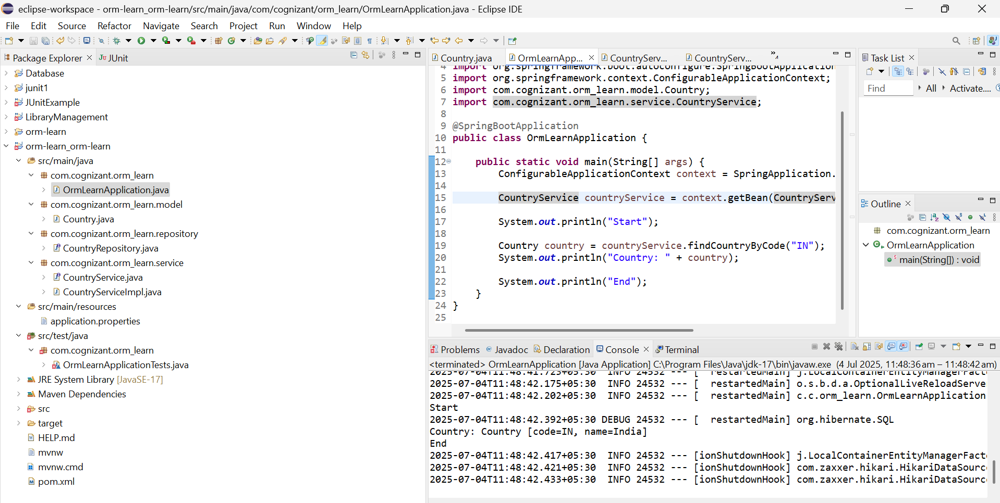 eclipse-workspace - orm-learn_orm-learn/src/main/java/com/cognizant/orm_learn/OrmLearnApplication.java - Eclipse IDE
File Edit Source Refactor Navigate Search Project Run Window Help
Package Explorer
JUnit
Database
junit1
JUnitExample
LibraryManagement
orm-learn
orm-learn_orm-learn
src/main/java
com.cognizant.orm_learn
OrmLearnApplication.java
com.cognizant.orm_learn.model
Country.java
com.cognizant.orm_learn.repository
CountryRepository.java
com.cognizant.orm_learn.service
CountryService.java
CountryServiceImpl.java
src/main/resources
application.properties
src/test/java
com.cognizant.orm_learn
OrmLearnApplicationTests.java
JRE System Library [JavaSE-17]
Maven Dependencies
src
target
HELP.md
mvnw
mvnw.cmd
pom.xml
Country.java OrmLearnApp... CountryServ... CountryServ... »4
4 import org.springframework.boot.autoconfigure.SpringBootApplication
5 import org.springframework.context.ConfigurableApplicationContext;
6 import com.cognizant.orm_learn.model.Country;
7 import com.cognizant.orm_learn.service.CountryService;
8
9 @SpringBootApplication
10 public class OrmLearnApplication {
11
12 public static void main(String[] args) {
13 ConfigurableApplicationContext context = SpringApplication.
14
15 CountryService countryService = context.getBean(CountryServ
16
17 System.out.println("Start");
18
19 Country country = countryService.findCountryByCode("IN");
20 System.out.println("Country: " + country);
21
22 System.out.println("End");
23 }
24 }
25
Task List
Find All Activate....
Outline
com.cognizant.orm_learn
OrmLearnApplication
main(String[]) : void
Problems Javadoc Declaration Console Terminal
<terminated> OrmLearnApplication [Java Application] C:\Program Files\Java\jdk-17\bin\javaw.exe (4 Jul 2025, 11:48:36 am – 11:48:42 am)
2025-07-04T11:48:41.723+05:30 INFO 24532 --- [ restartedMain] j.LocalContainerEntityManagerFact
2025-07-04T11:48:42.175+05:30 INFO 24532 --- [ restartedMain] o.s.b.d.a.OptionalLiveReloadServe
2025-07-04T11:48:42.202+05:30 INFO 24532 --- [ restartedMain] c.c.orm_learn.OrmLearnApplication
Start
2025-07-04T11:48:42.392+05:30 DEBUG 24532 --- [ restartedMain] org.hibernate.SQL
Country: Country [code=IN, name=India]
End
2025-07-04T11:48:42.417+05:30 INFO 24532 --- [ionShutdownHook] j.LocalContainerEntityManagerFact
2025-07-04T11:48:42.421+05:30 INFO 24532 --- [ionShutdownHook] com.zaxxer.hikari.HikariDataSourc
2025-07-04T11:48:42.433+05:30 INFO 24532 --- [ionShutdownHook] com.zaxxer.hikari.HikariDataSourc